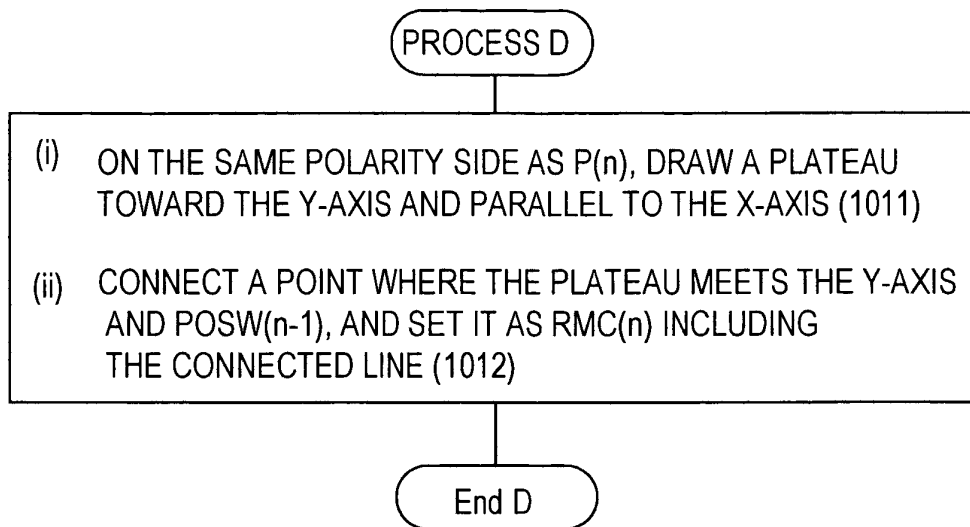 PROCESS D
(i) ON THE SAME POLARITY SIDE AS P(n), DRAW A PLATEAU
TOWARD THE Y-AXIS AND PARALLEL TO THE X-AXIS (1011)
(ii) CONNECT A POINT WHERE THE PLATEAU MEETS THE Y-AXIS
AND POSW(n-1), AND SET IT AS RMC(n) INCLUDING
THE CONNECTED LINE (1012)
End D